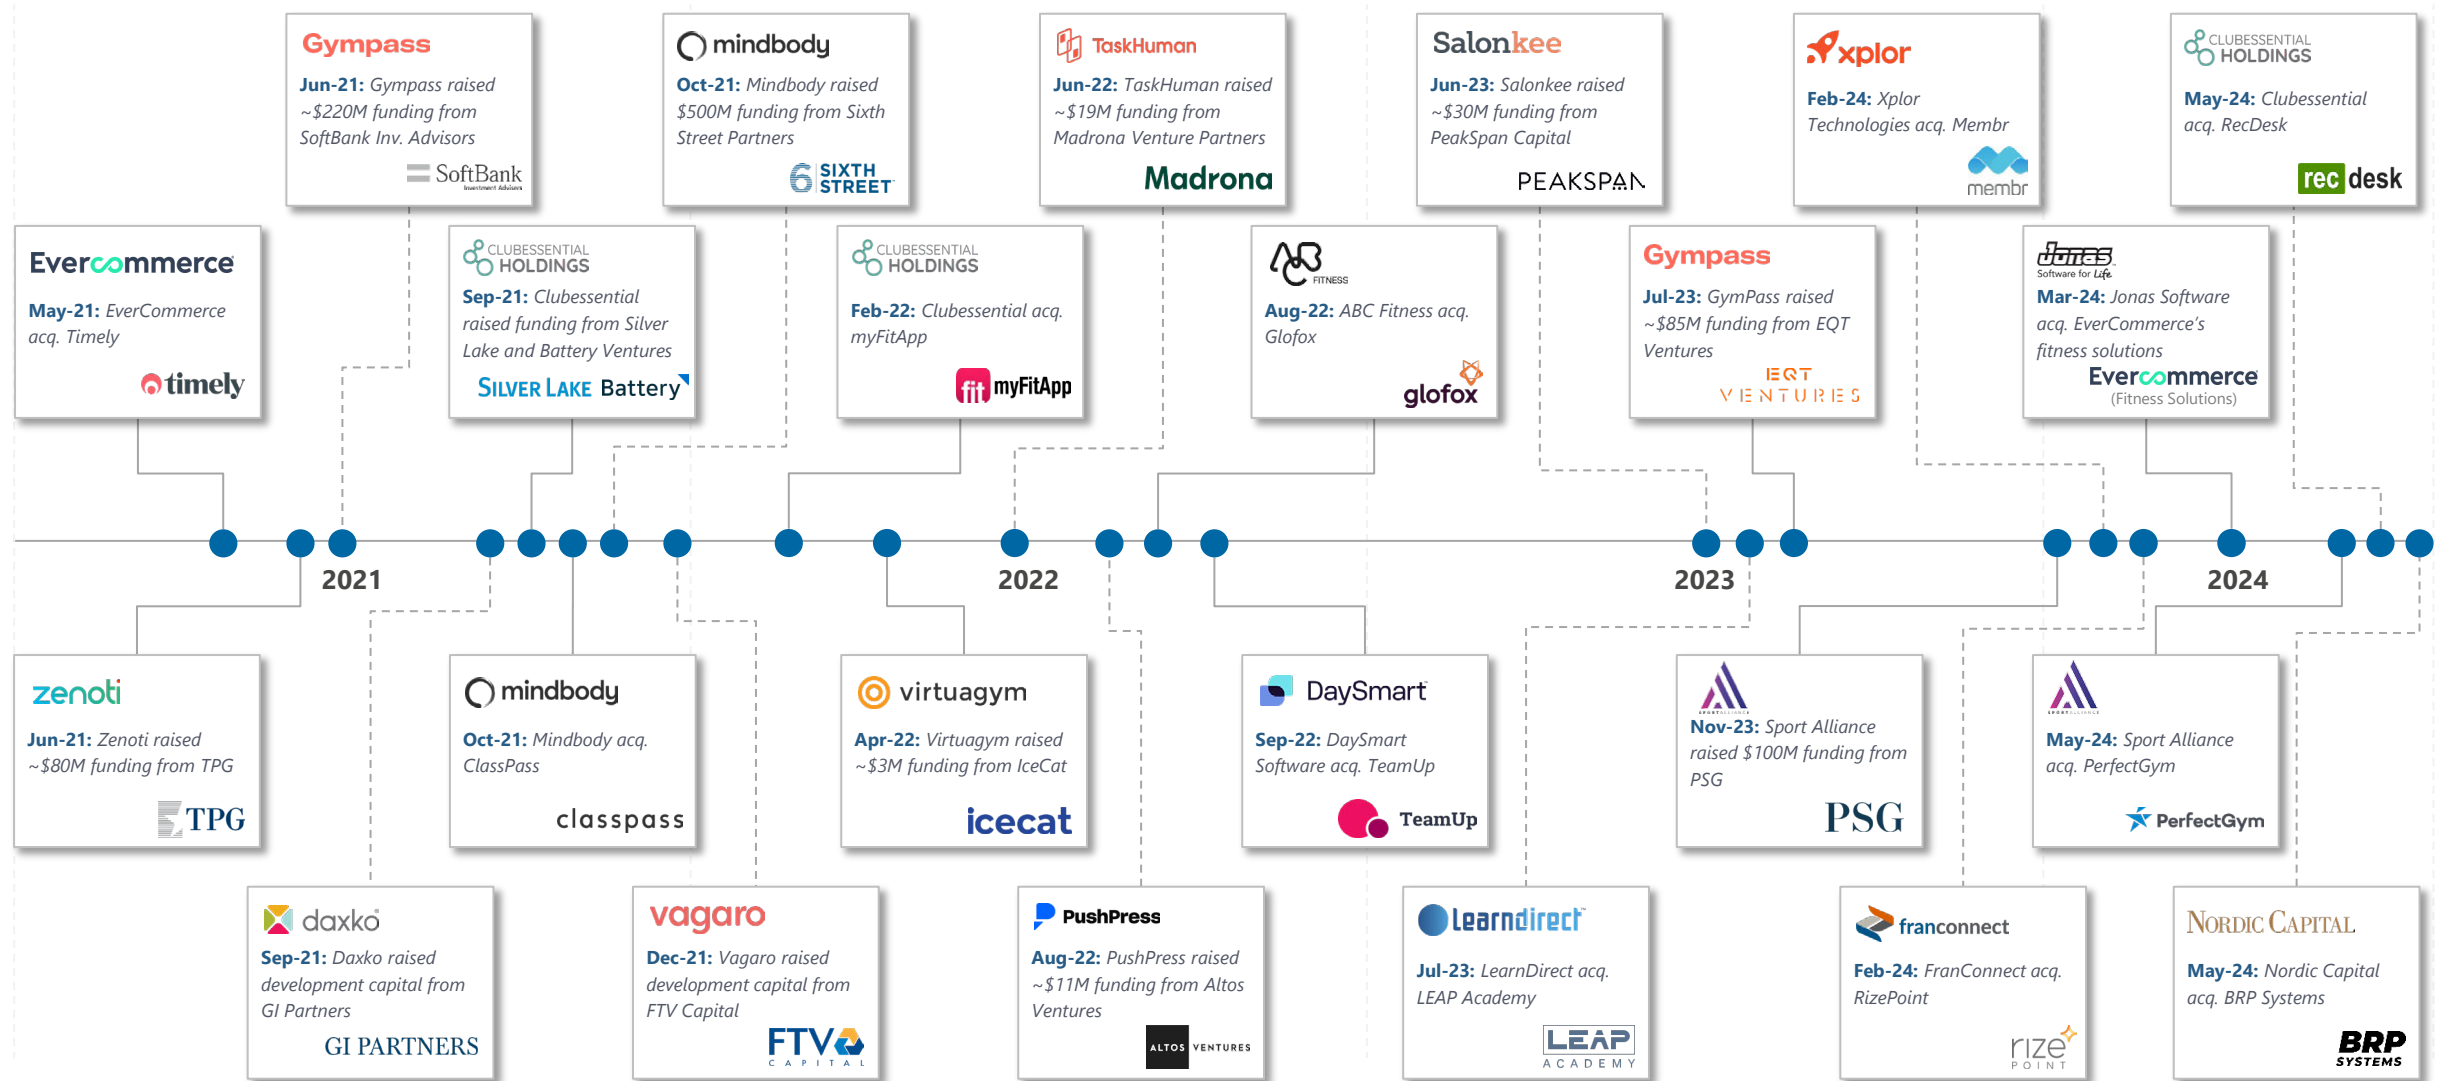 Gympass
Jun-21: Gympass raised
~$220M funding from
SoftBank Inv. Advisors
SoftBank
Investment Advisers
mindbody
Oct-21: Mindbody raised
$500M funding from Sixth
Street Partners
6 SIXTH
STREET
TaskHuman
Jun-22: TaskHuman raised
~$19M funding from
Madrona Venture Partners
Madrona
Salonkee
Jun-23: Salonkee raised
~$30M funding from
PeakSpan Capital
PEAKSPAN
xplor
Feb-24: Xplor
Technologies acq. Membr
membr
CLUBESSENTIAL
HOLDINGS
May-24: Clubessential
acq. RecDesk
rec desk
Evercommerce
May-21: EverCommerce
acq. Timely
timely
CLUBESSENTIAL
HOLDINGS
Sep-21: Clubessential
raised funding from Silver
Lake and Battery Ventures
SILVER LAKE Battery
CLUBESSENTIAL
HOLDINGS
Feb-22: Clubessential acq.
myFitApp
fit myFitApp
ABC
FITNESS
Aug-22: ABC Fitness acq.
Glofox
glofox
Gympass
Jul-23: GymPass raised
~$85M funding from EQT
Ventures
EQT
VENTURES
Jonas
Software for Life
Mar-24: Jonas Software
acq. EverCommerce's
fitness solutions
Evercommerce
(Fitness Solutions)
2021
2022
2023
2024
zenoti
Jun-21: Zenoti raised
~$80M funding from TPG
TPG
mindbody
Oct-21: Mindbody acq.
ClassPass
classpass
virtuagym
Apr-22: Virtuagym raised
~$3M funding from IceCat
icecat
DaySmart
Sep-22: DaySmart
Software acq. TeamUp
TeamUp
SPORTALLIANCE
Nov-23: Sport Alliance
raised $100M funding from
PSG
PSG
SPORTALLIANCE
May-24: Sport Alliance
acq. PerfectGym
PerfectGym
daxko
Sep-21: Daxko raised
development capital from
GI Partners
GI PARTNERS
vagaro
Dec-21: Vagaro raised
development capital from
FTV Capital
FTV
CAPITAL
PushPress
Aug-22: PushPress raised
~$11M funding from Altos
Ventures
ALTOS VENTURES
learndirect
Jul-23: LearnDirect acq.
LEAP Academy
LEAP
ACADEMY
franconnect
Feb-24: FranConnect acq.
RizePoint
rize
POINT
NORDIC CAPITAL
May-24: Nordic Capital
acq. BRP Systems
BRP
SYSTEMS